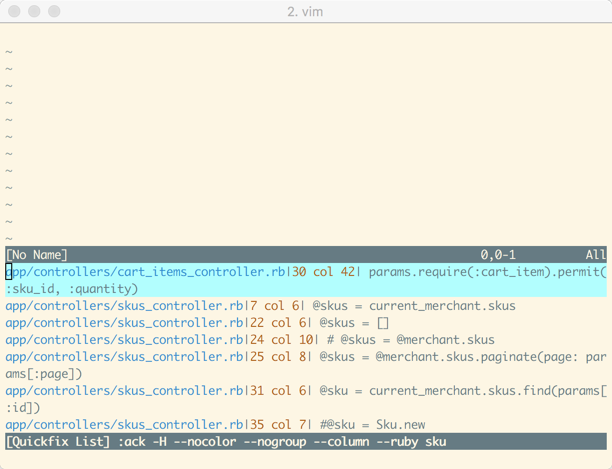 2. vim
~
~
~
~
~
~
~
~
~
~
~
~
[No Name] 0,0-1 All
app/controllers/cart_items_controller.rb|30 col 42| params.require(:cart_item).permit(
:sku_id, :quantity)
app/controllers/skus_controller.rb|7 col 6| @skus = current_merchant.skus
app/controllers/skus_controller.rb|22 col 6| @skus = []
app/controllers/skus_controller.rb|24 col 10| # @skus = @merchant.skus
app/controllers/skus_controller.rb|25 col 8| @skus = @merchant.skus.paginate(page: par
ams[:page])
app/controllers/skus_controller.rb|31 col 6| @sku = current_merchant.skus.find(params[
:id])
app/controllers/skus_controller.rb|35 col 7| #@sku = Sku.new
[Quickfix List] :ack -H --nocolor --nogroup --column --ruby sku